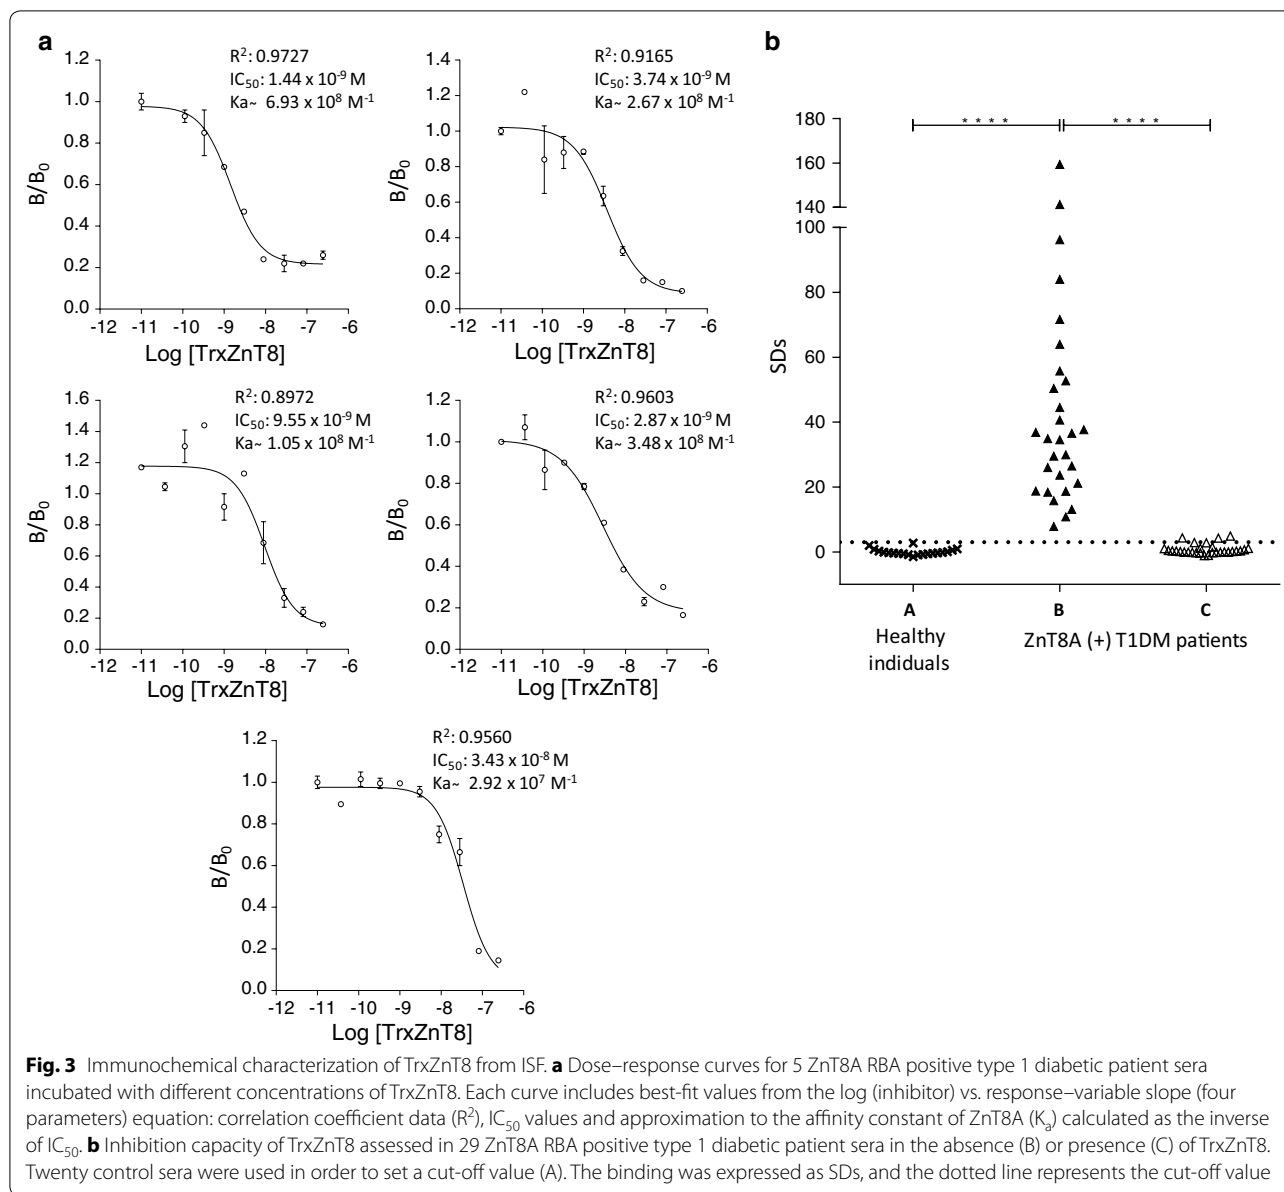 a
R²: 0.9727
IC₅₀: 1.44 x 10⁻⁹ M
Ka~ 6.93 x 10⁸ M⁻¹
1.2
1.0
0.8
0.6
0.4
0.2
0.0
B/B₀
-12 -11 -10 -9 -8 -7 -6
Log [TrxZnT8]
R²: 0.9165
IC₅₀: 3.74 x 10⁻⁹ M
Ka~ 2.67 x 10⁸ M⁻¹
1.4
1.2
1.0
0.8
0.6
0.4
0.2
0.0
B/B₀
-12 -11 -10 -9 -8 -7 -6
Log [TrxZnT8]
R²: 0.8972
IC₅₀: 9.55 x 10⁻⁹ M
Ka~ 1.05 x 10⁸ M⁻¹
1.6
1.4
1.2
1.0
0.8
0.6
0.4
0.2
0.0
B/B₀
-12 -11 -10 -9 -8 -7 -6
Log [TrxZnT8]
R²: 0.9603
IC₅₀: 2.87 x 10⁻⁹ M
Ka~ 3.48 x 10⁸ M⁻¹
1.2
1.0
0.8
0.6
0.4
0.2
0.0
B/B₀
-12 -11 -10 -9 -8 -7 -6
Log [TrxZnT8]
R²: 0.9560
IC₅₀: 3.43 x 10⁻⁸ M
Ka~ 2.92 x 10⁷ M⁻¹
1.2
1.0
0.8
0.6
0.4
0.2
0.0
B/B₀
-12 -11 -10 -9 -8 -7 -6
Log [TrxZnT8]
b
* * * * * * * *
180
160
140
100
80
60
40
20
0
SDs
A B C
Healthy
indiduals
ZnT8A (+) T1DM patients
Fig. 3 Immunochemical characterization of TrxZnT8 from ISF. a Dose–response curves for 5 ZnT8A RBA positive type 1 diabetic patient sera
incubated with different concentrations of TrxZnT8. Each curve includes best-fit values from the log (inhibitor) vs. response–variable slope (four
parameters) equation: correlation coefficient data (R²), IC₅₀ values and approximation to the affinity constant of ZnT8A (Kₐ) calculated as the inverse
of IC₅₀. b Inhibition capacity of TrxZnT8 assessed in 29 ZnT8A RBA positive type 1 diabetic patient sera in the absence (B) or presence (C) of TrxZnT8.
Twenty control sera were used in order to set a cut-off value (A). The binding was expressed as SDs, and the dotted line represents the cut-off value